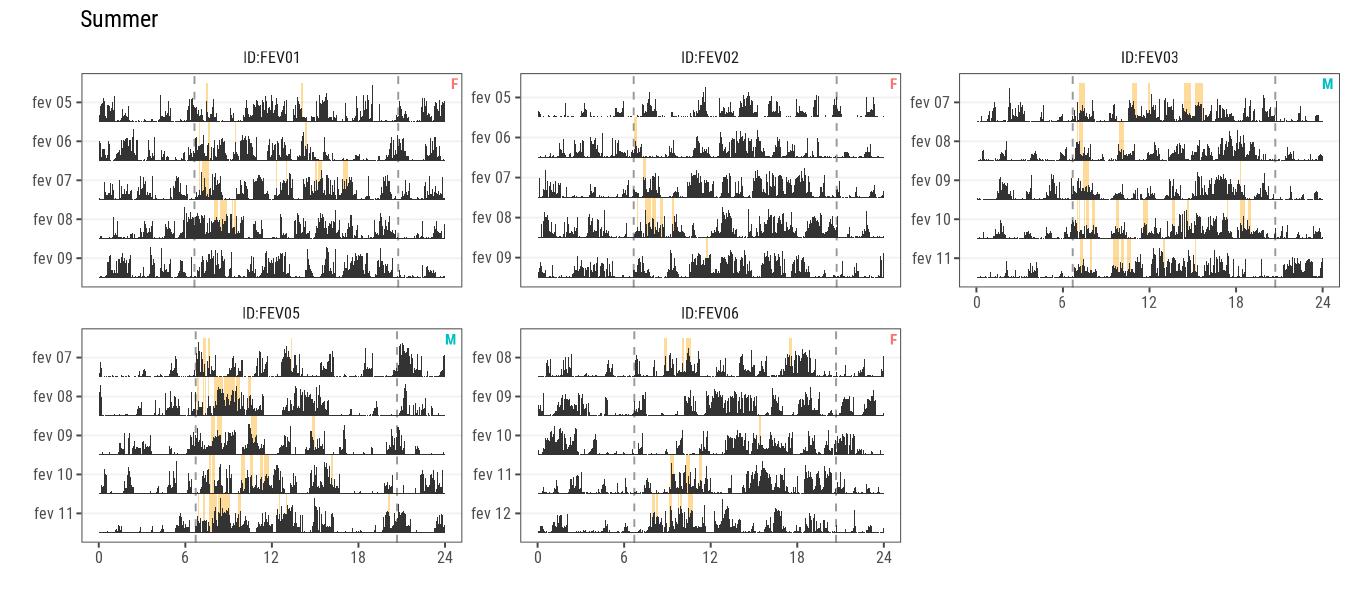 Summer
ID:FEV01
F
fev 05
fev 06
fev 07
fev 08
fev 09
ID:FEV02
F
fev 05
fev 06
fev 07
fev 08
fev 09
ID:FEV03
M
fev 07
fev 08
fev 09
fev 10
fev 11
0 6 12 18 24
ID:FEV05
M
fev 07
fev 08
fev 09
fev 10
fev 11
0 6 12 18 24
ID:FEV06
F
fev 08
fev 09
fev 10
fev 11
fev 12
0 6 12 18 24